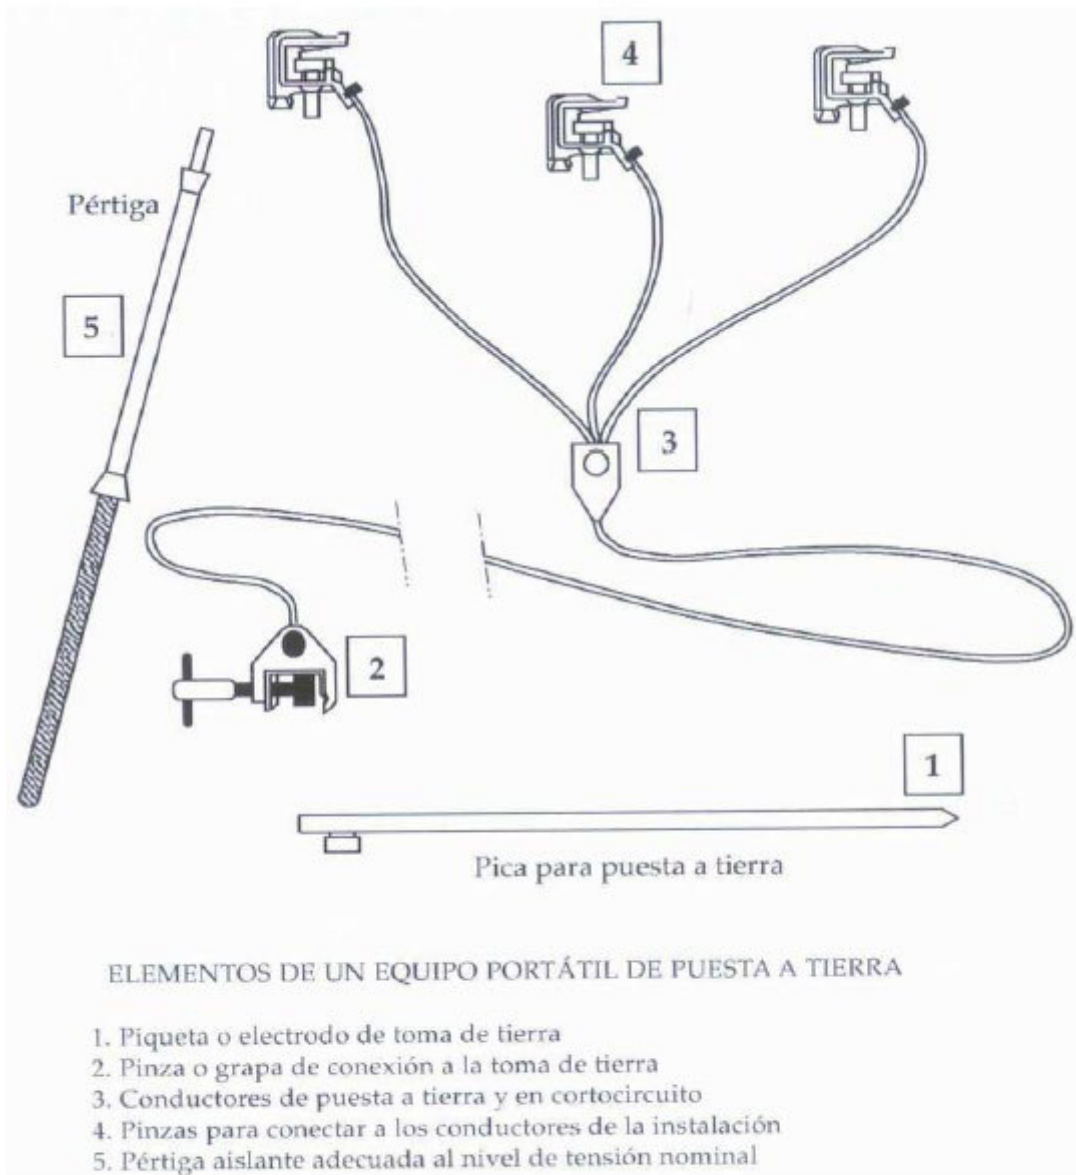 4
Pértiga
5
3
2
1
Pica para puesta a tierra
ELEMENTOS DE UN EQUIPO PORTÁTIL DE PUESTA A TIERRA
1. Piqueta o electrodo de toma de tierra
2. Pinza o grapa de conexión a la toma de tierra
3. Conductores de puesta a tierra y en cortocircuito
4. Pinzas para conectar a los conductores de la instalación
5. Pértiga aislante adecuada al nivel de tensión nominal